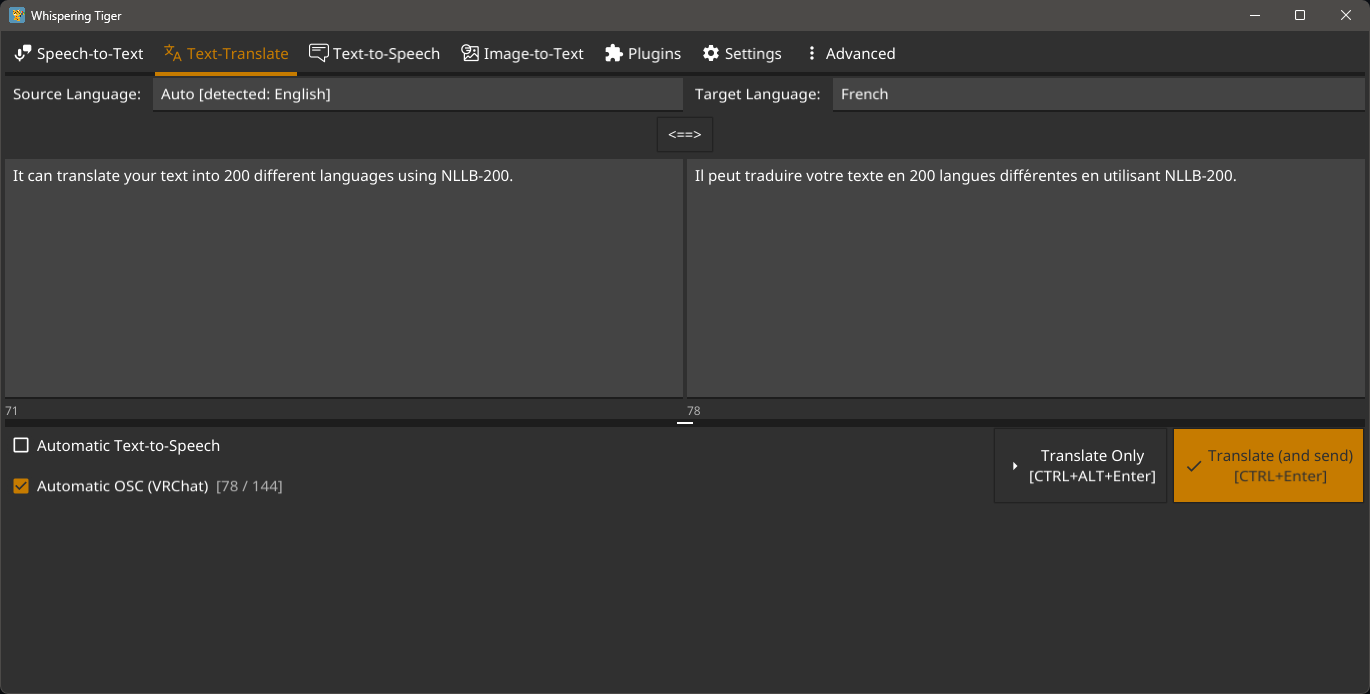 Whispering Tiger
Speech-to-Text Text-Translate Text-to-Speech Image-to-Text Plugins Settings Advanced
Source Language: Auto [detected: English] Target Language: French
<==>
It can translate your text into 200 different languages using NLLB-200.
Il peut traduire votre texte en 200 langues différentes en utilisant NLLB-200.
71 78
Automatic Text-to-Speech
Automatic OSC (VRChat) [78 / 144]
Translate Only
[CTRL+ALT+Enter]
Translate (and send)
[CTRL+Enter]